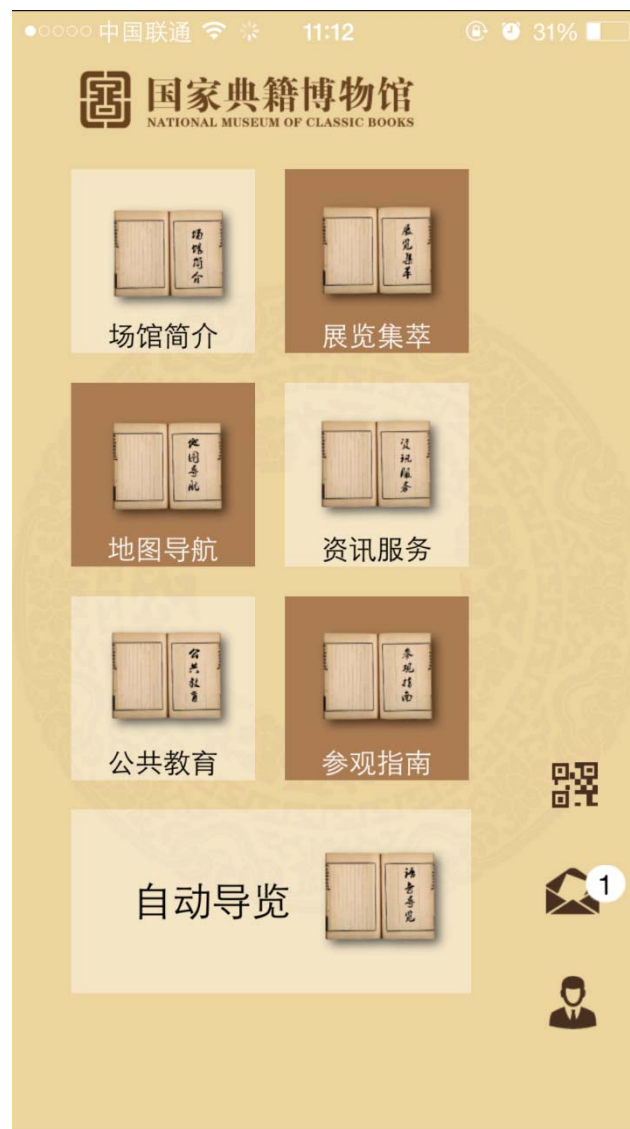 中国联通 11:12 31%
国家典籍博物馆
NATIONAL MUSEUM OF CLASSIC BOOKS
场馆简介
场馆简介
展览集萃
展览集萃
地图导航
地图导航
资讯服务
资讯服务
公共教育
公共教育
参观指南
参观指南
自动导览
语音导览
1